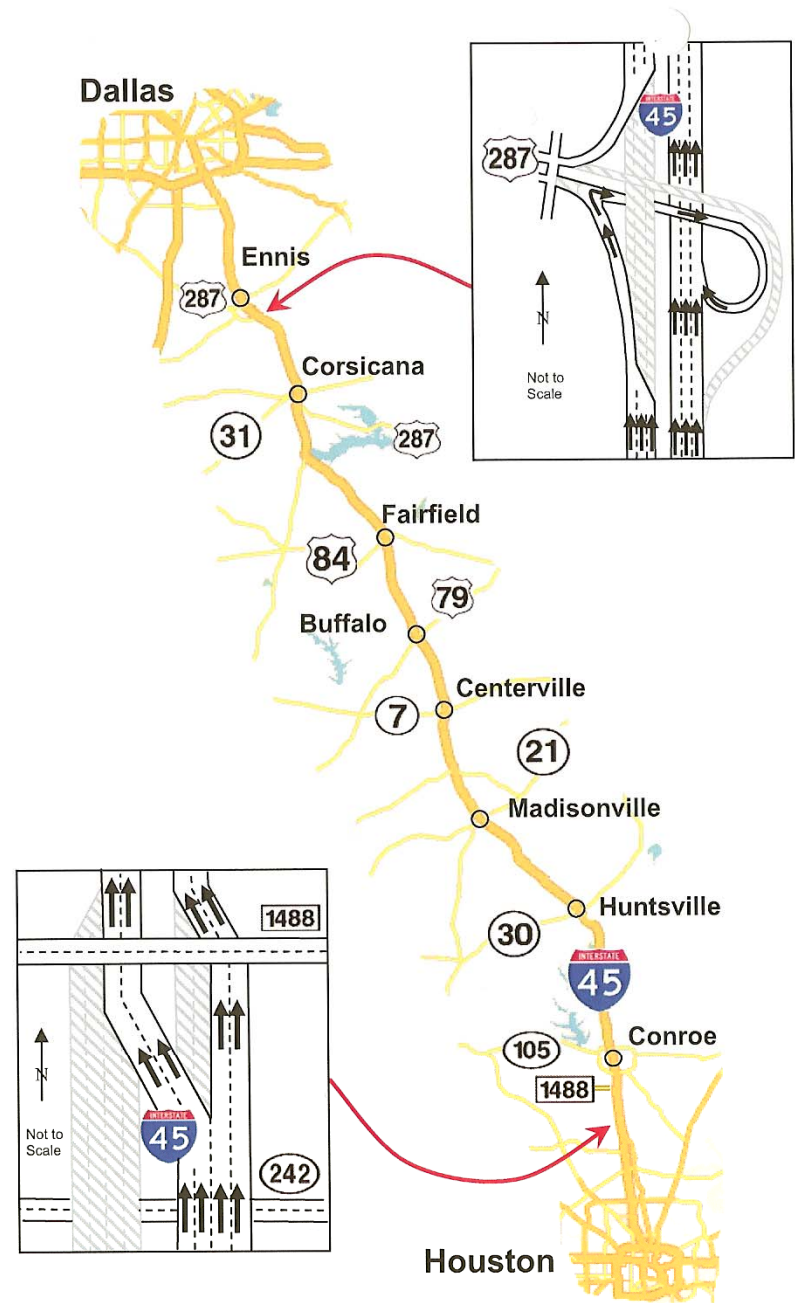 Dallas
INTERSTATE
45
287
N
Not to
Scale
Ennis
287
Corsicana
31
287
Fairfield
84
79
Buffalo
Centerville
7
21
Madisonville
1488
Huntsville
30
INTERSTATE
45
N
Not to
Scale
INTERSTATE
45
242
Conroe
105
1488
Houston